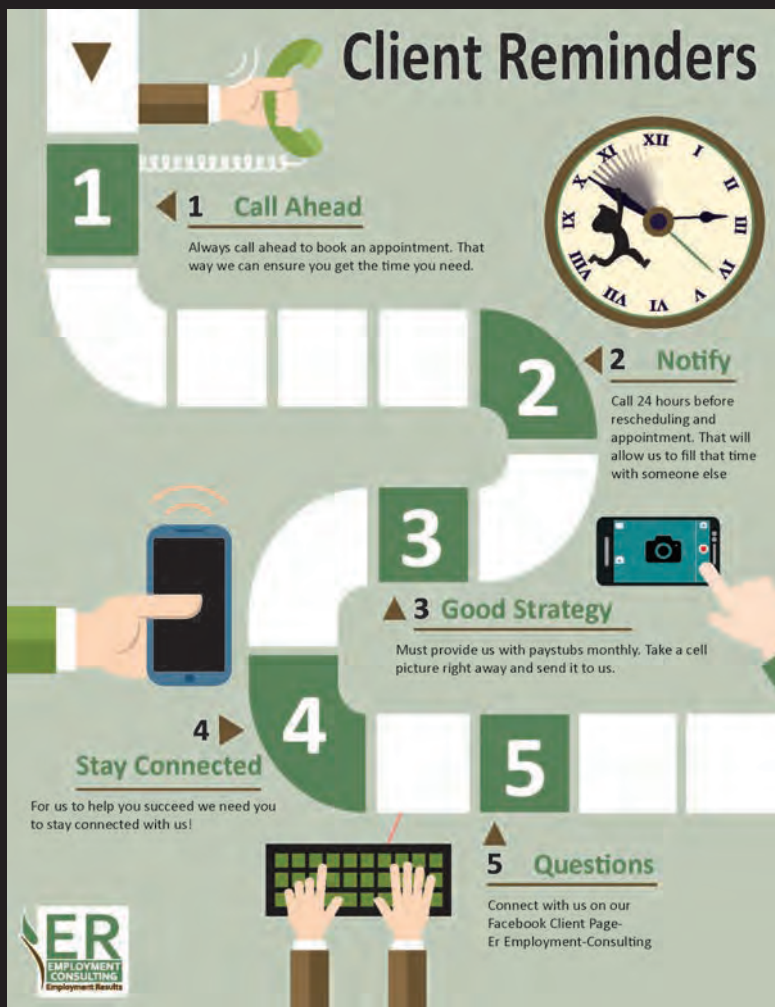 Client Reminders
XII
I
II
III
IV
V
VI
VII
VIII
IX
X
XI
1
1 Call Ahead
Always call ahead to book an appointment. That
way we can ensure you get the time you need.
2
2 Notify
Call 24 hours before
rescheduling and
appointment. That will
allow us to fill that time
with someone else
3
3 Good Strategy
Must provide us with paystubs monthly. Take a cell
picture right away and send it to us.
4
4
Stay Connected
For us to help you succeed we need you
to stay connected with us!
5
5 Questions
Connect with us on our
Facebook Client Page-
Er Employment-Consulting
ER
EMPLOYMENT
CONSULTING
Employment Results